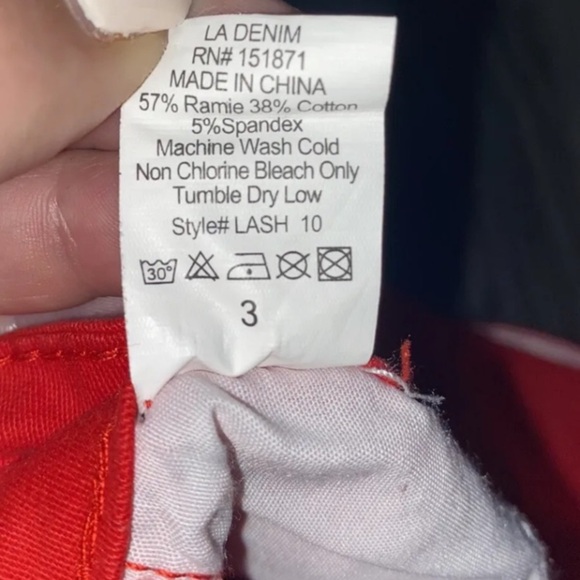 LA DENIM
RN# 151871
MADE IN CHINA
57% Ramie 38% Cotton
5%Spandex
Machine Wash Cold
Non Chlorine Bleach Only
Tumble Dry Low
Style# LASH 10
30°
3